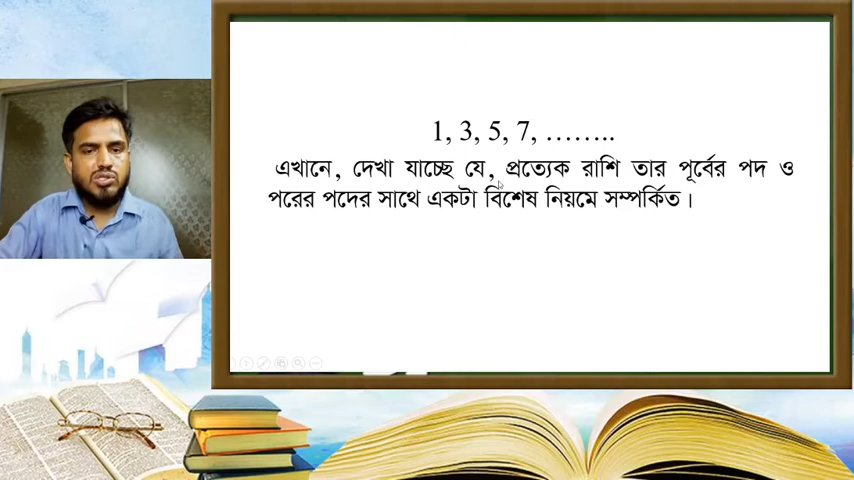 1, 3, 5, 7, ........
এখানে, দেখা যাচ্ছে যে, প্রত্যেক রাশি তার পূর্বের পদ ও
পরের পদের সাথে একটা বিশেষ নিয়মে সম্পর্কিত।